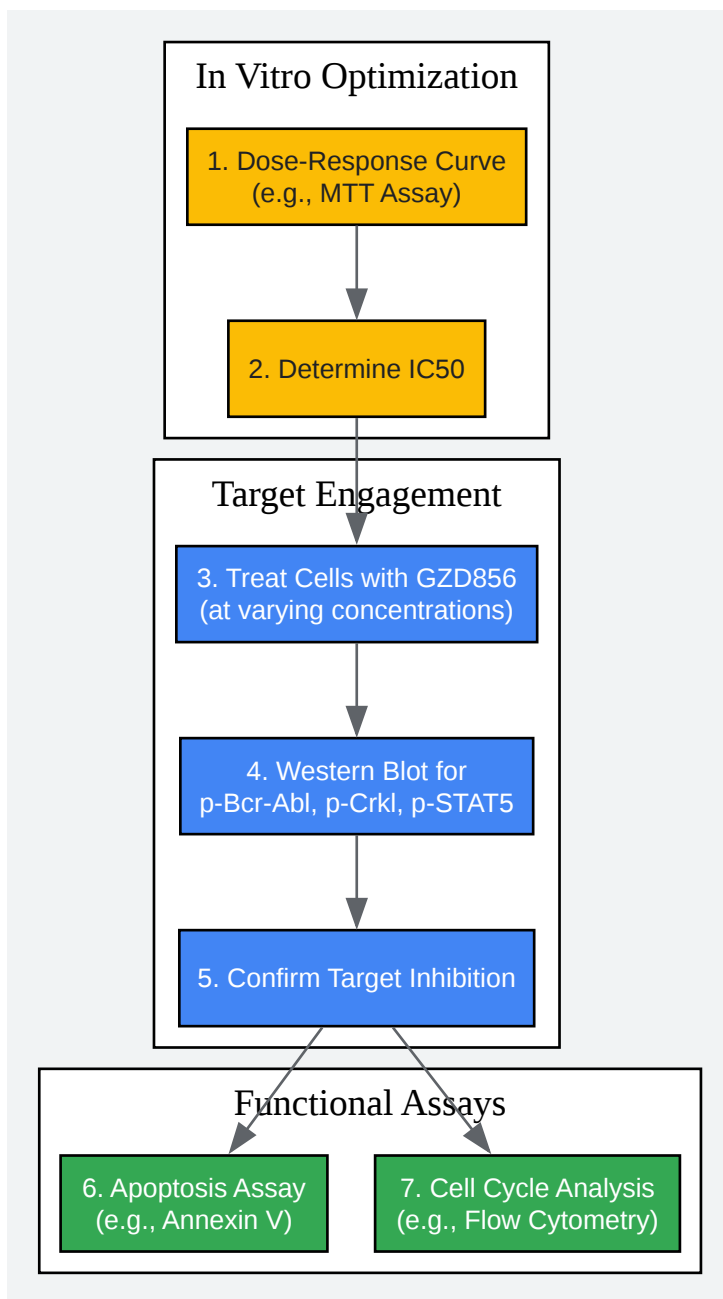 In Vitro Optimization
1. Dose-Response Curve
(e.g., MTT Assay)
2. Determine IC50
Target Engagement
3. Treat Cells with GZD856
(at varying concentrations)
4. Western Blot for
p-Bcr-Abl, p-Crkl, p-STAT5
5. Confirm Target Inhibition
Functional Assays
6. Apoptosis Assay
(e.g., Annexin V)
7. Cell Cycle Analysis
(e.g., Flow Cytometry)